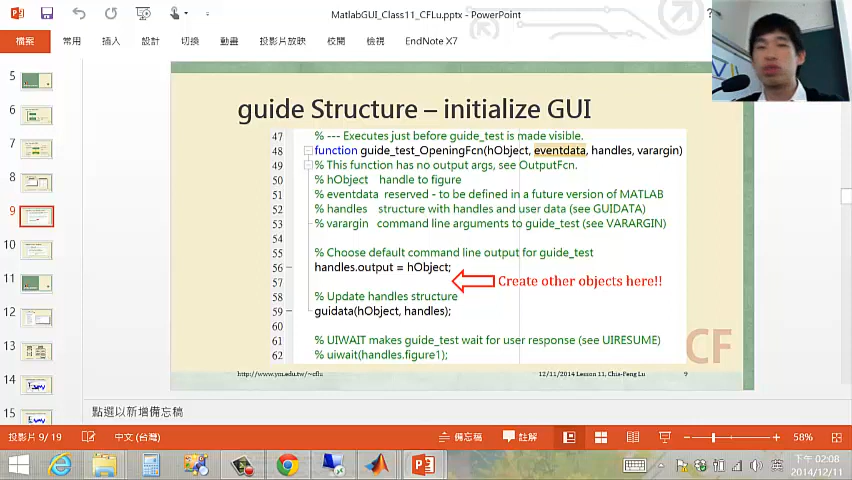 MatlabGUI_Class11_CFLu.pptx - PowerPoint
?
檔案 常用 插入 設計 切換 動畫 投影片放映 校開 檢視 EndNote X7
5
6
7
8
9
10
11
12
13
14
15
guide Structure – initialize GUI
47 % --- Executes just before guide_test is made visible.
48 function guide_test_OpeningFcn(hObject, eventdata, handles, varargin)
49 % This function has no output args, see OutputFcn.
50 % hObject handle to figure
51 % eventdata reserved - to be defined in a future version of MATLAB
52 % handles structure with handles and user data (see GUIDATA)
53 % varargin command line arguments to guide_test (see VARARGIN)
54
55 % Choose default command line output for guide_test
56 handles.output = hObject;
57 Create other objects here!!
58 % Update handles structure
59 guidata(hObject, handles);
60
61 % UIWAIT makes guide_test wait for user response (see UIRESUME)
62 % uiwait(handles.figure1);
CF
http://www.ym.edu.tw/~cflu 12/11/2014 Lesson 11, Chia-Feng Lu 9
點選以新增備忘稿
投影片 9/19 中文 (台灣) 備忘稿 註解 58%
英 下午 02:08
2014/12/11